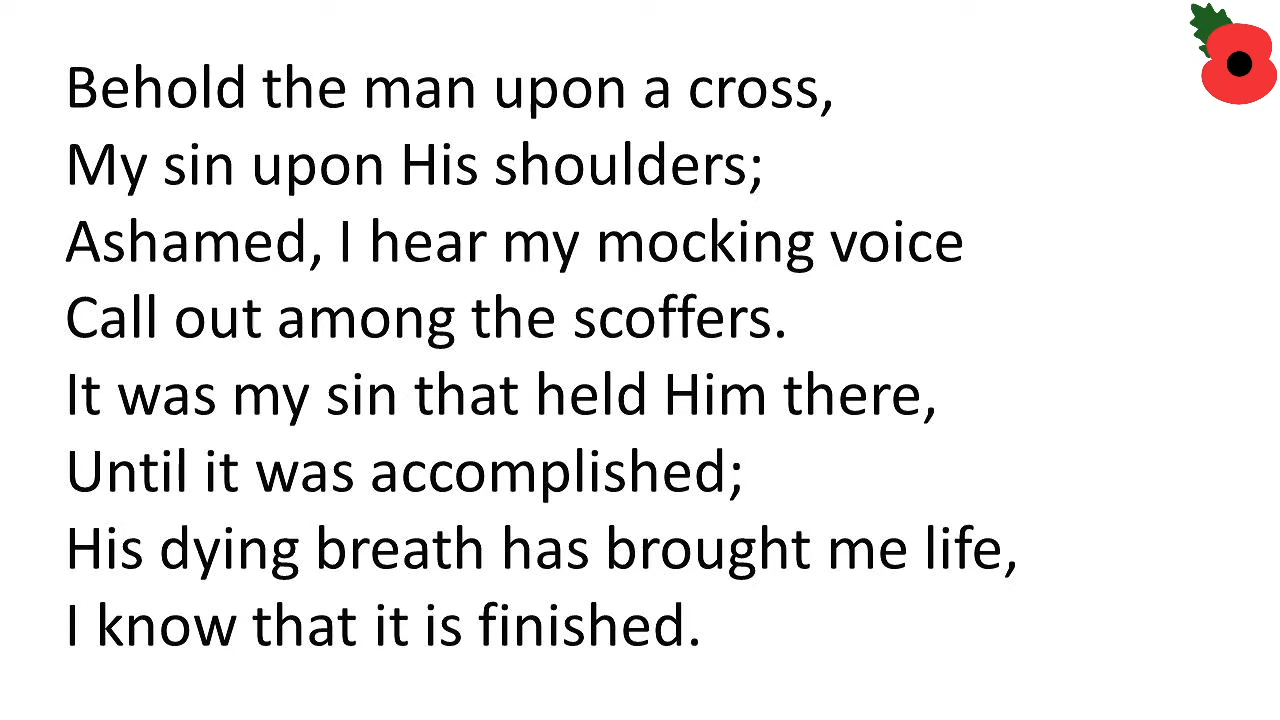 Behold the man upon a cross,
My sin upon His shoulders;
Ashamed, I hear my mocking voice
Call out among the scoffers.
It was my sin that held Him there,
Until it was accomplished;
His dying breath has brought me life,
I know that it is finished.